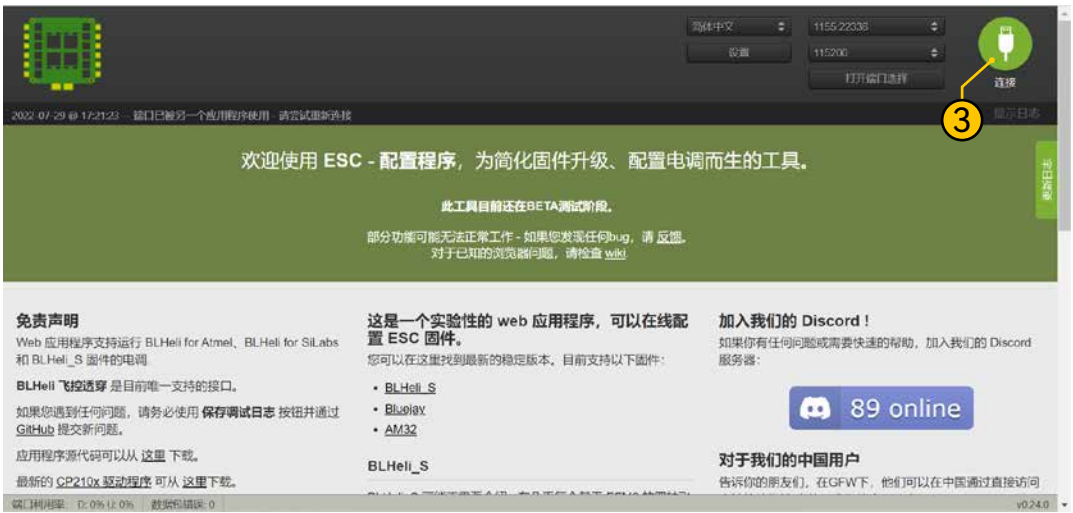 简体中文
1155:22336
设置
115200
打开端口选择
连接
3
2022-07-29 @ 17:21:23 -- 端口已被另一个应用程序使用 - 请尝试重新连接
显示日志
欢迎使用 ESC - 配置程序，为简化固件升级、配置电调而生的工具。
更新日志
此工具目前还在BETA测试阶段。
部分功能可能无法正常工作 - 如果您发现任何bug，请 反馈。
对于已知的浏览器问题，请检查 wiki.
免责声明
Web 应用程序支持运行 BLHeli for Atmel、BLHeli for SiLabs
和 BLHeli_S 固件的电调.
BLHeli 飞控透穿 是目前唯一支持的接口。
如果您遇到任何问题，请务必使用 保存调试日志 按钮并通过
GitHub 提交新问题。
应用程序源代码可以从 这里 下载。
最新的 CP210x 驱动程序 可从 这里下载。
这是一个实验性的 web 应用程序，可以在线配
置 ESC 固件。
您可以在这里找到最新的稳定版本。目前支持以下固件：
• BLHeli_S
• Bluejay
• AM32
BLHeli_S
加入我们的 Discord！
如果你有任何问题或需要快速的帮助，加入我们的 Discord
服务器：
89 online
对于我们的中国用户
告诉你的朋友们，在GFW下，他们可以在中国通过直接访问
端口利用率: D: 0% U: 0% 数据包错误: 0
v0.24.0